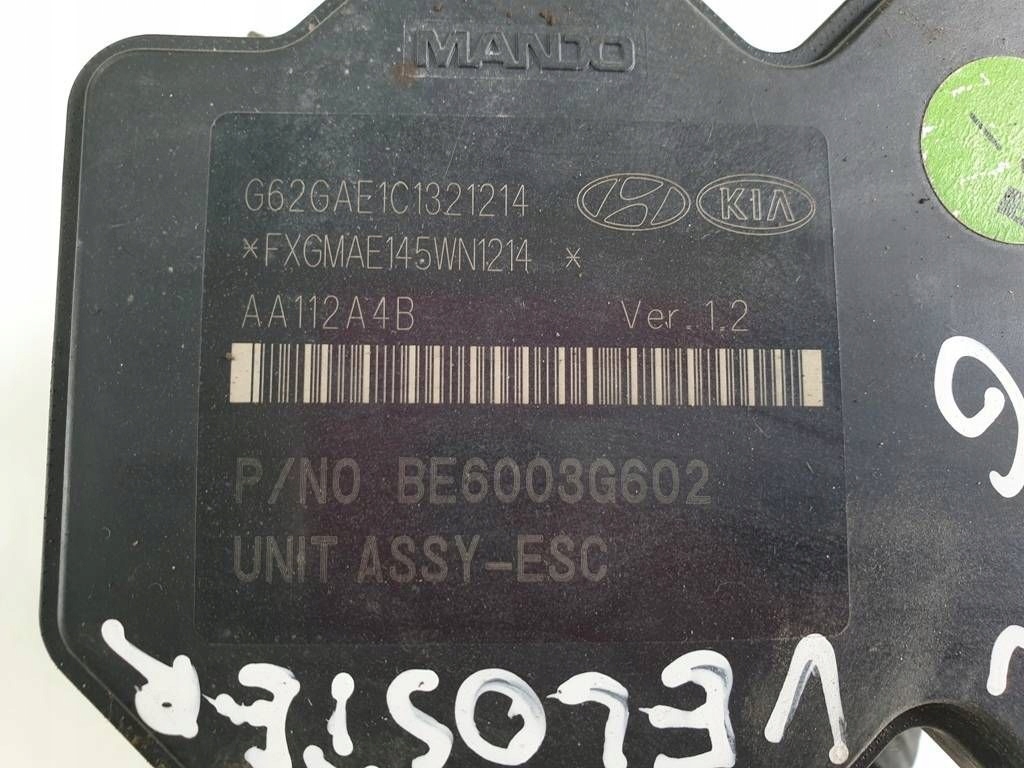 MANDO
G62GAE1C1321214 KIA
*FXGMAE145WN1214 *
AA112A4B Ver. 1.2
P/NO BE6003G602
UNIT ASSY-ESC
VELOSTER